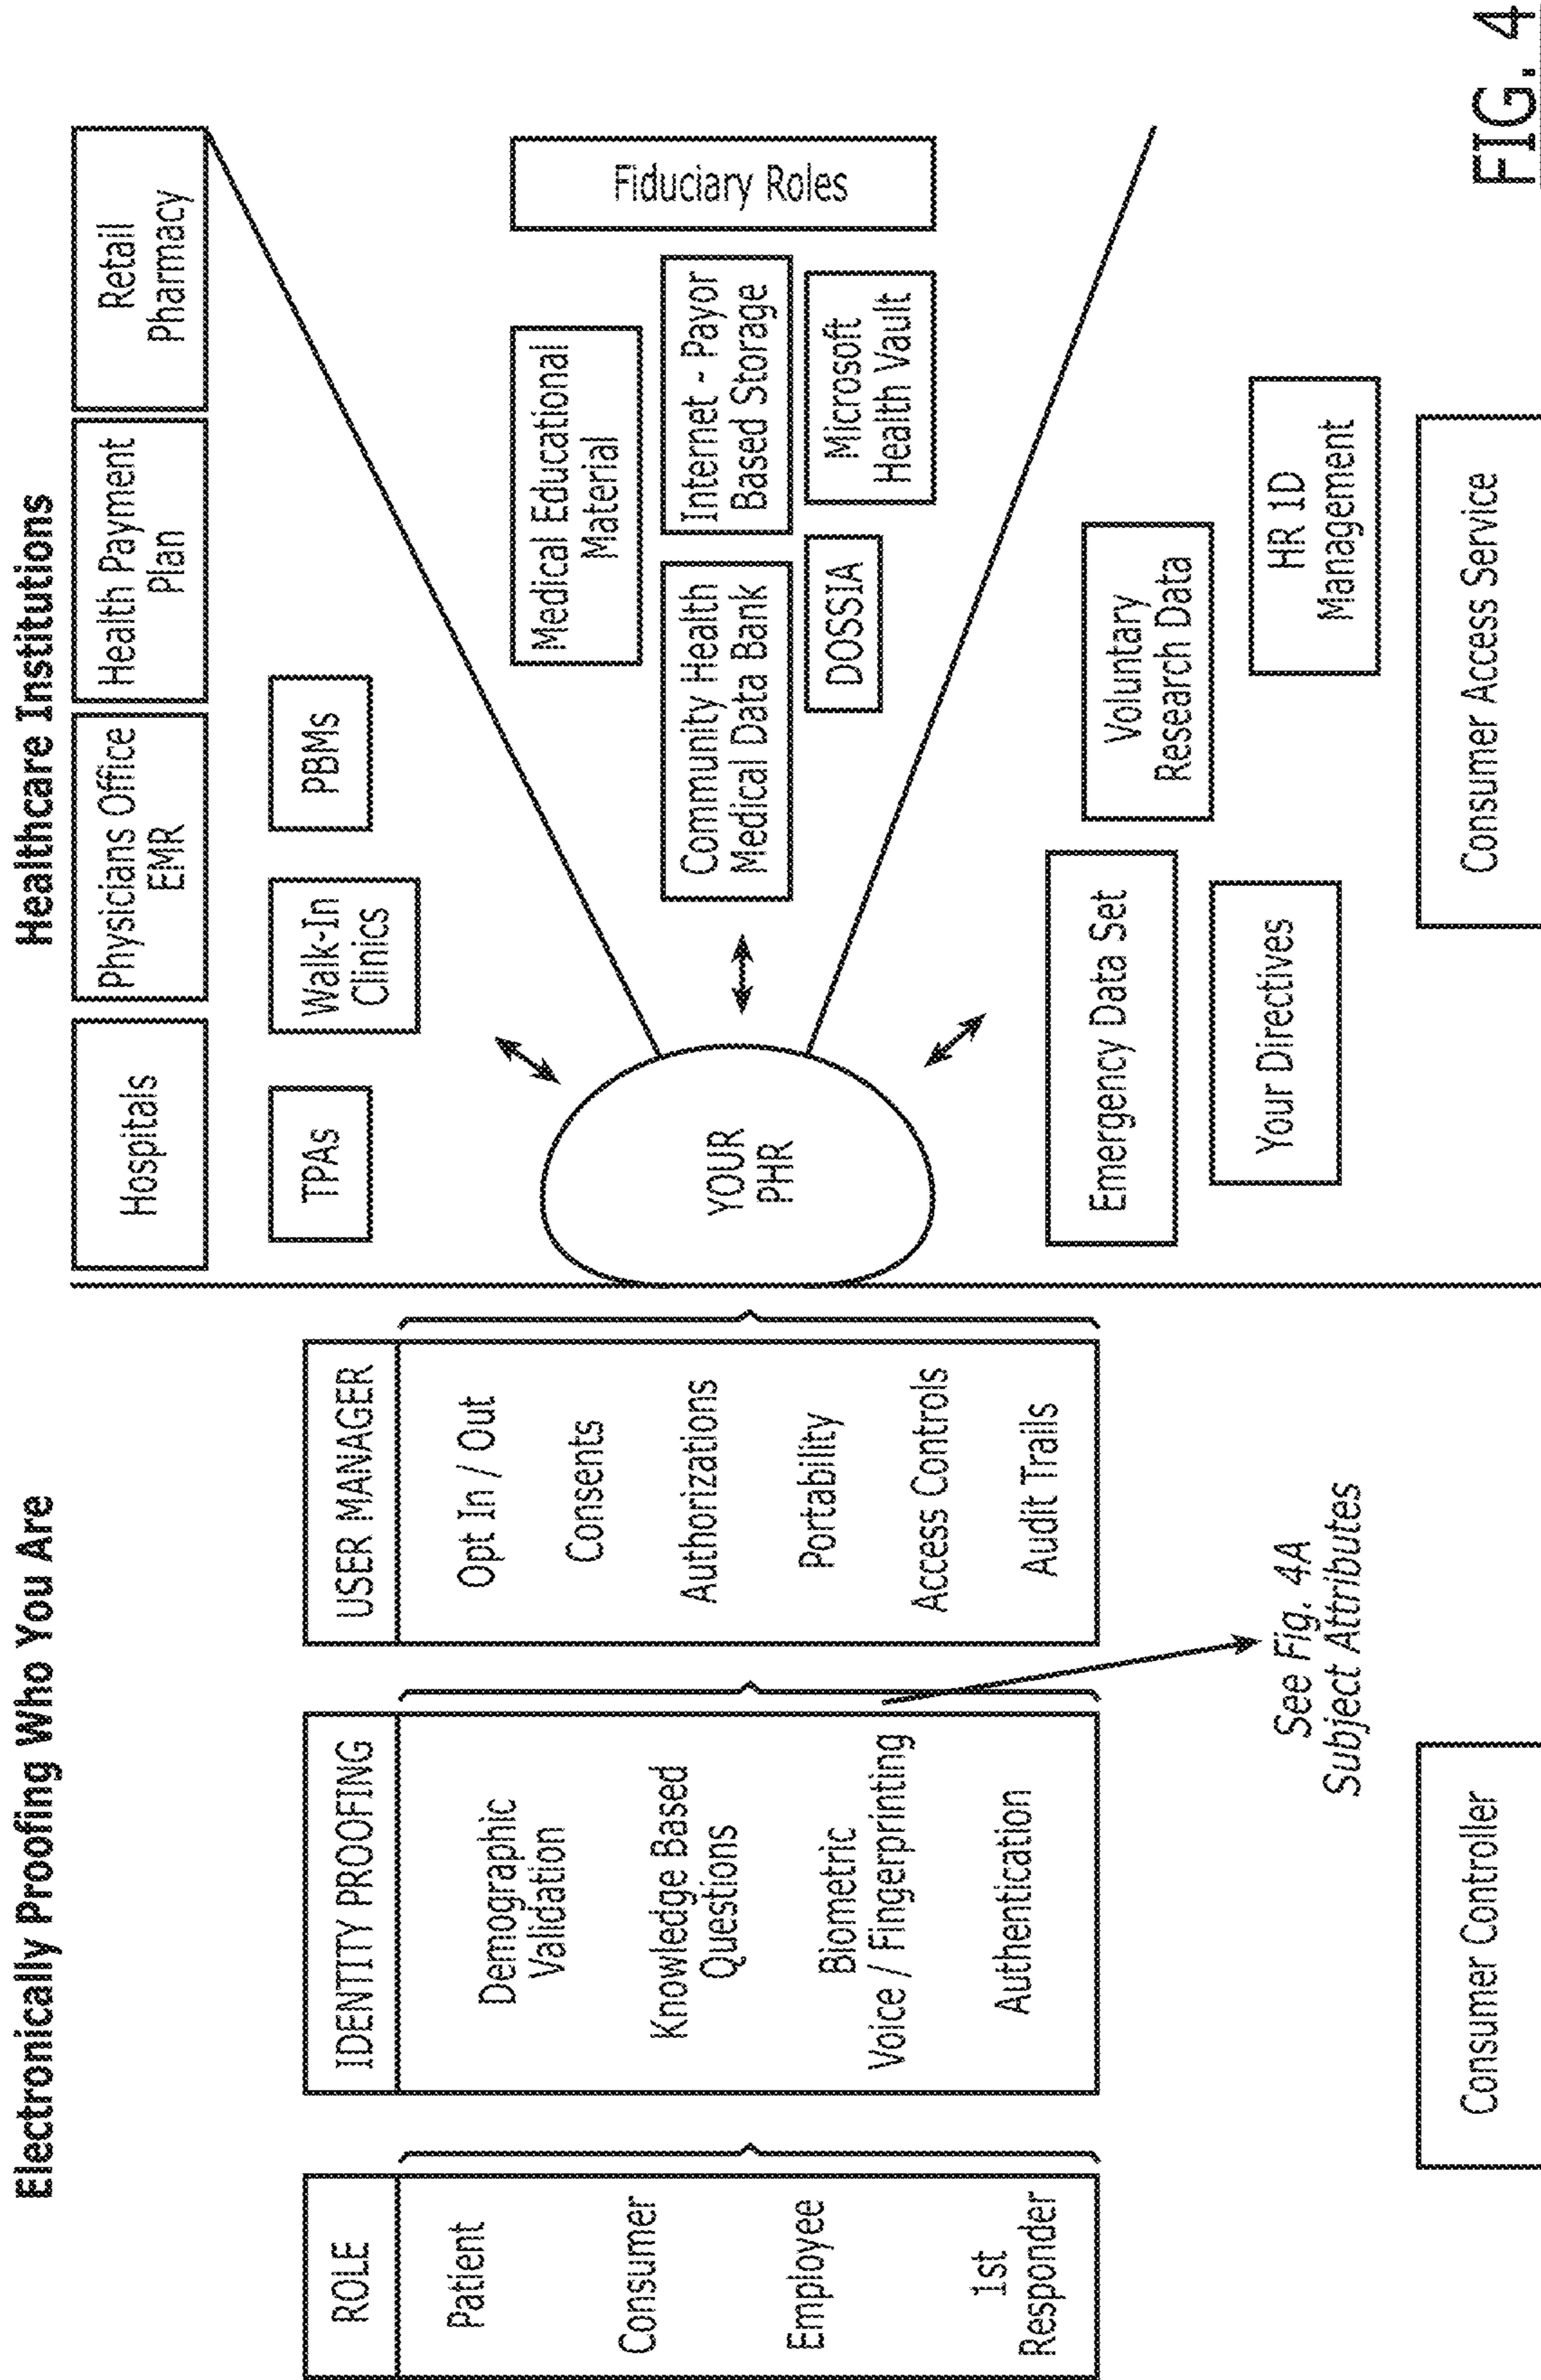 Electronically Proofing Who You Are
ROLE
Patient
Consumer
Employee
1st
Responder
IDENTITY PROOFING
Demographic
Validation
Knowledge Based
Questions
Biometric
Voice / Fingerprinting
Authentication
USER MANAGER
Opt In / Out
Consents
Authorizations
Portability
Access Controls
Audit Trails
See Fig. 4A
Subject Attributes
Consumer Controller
Healthcare Institutions
Hospitals
Physicians Office
EMR
Health Payment
Plan
Retail
Pharmacy
TPAs
Walk-In
Clinics
PBMs
YOUR
PHR
Medical Educational
Material
Community Health
Medical Data Bank
Internet - Payor
Based Storage
DOSSIA
Microsoft
Health Vault
Fiduciary Roles
Emergency Data Set
Voluntary
Research Data
Your Directives
HR 1D
Management
Consumer Access Service
FIG. 4